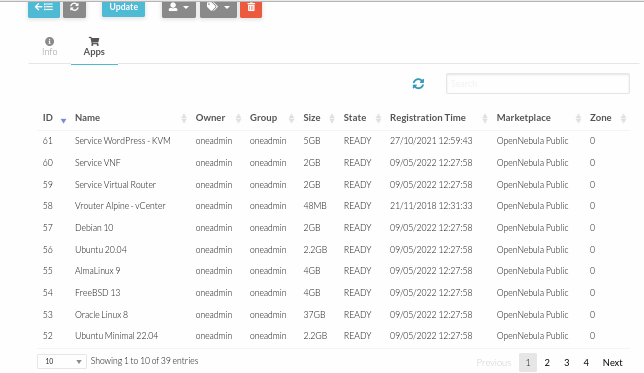 Update
Info
Apps
Search
ID Name Owner Group Size State Registration Time Marketplace Zone
61 Service WordPress - KVM oneadmin oneadmin 5GB READY 27/10/2021 12:59:43 OpenNebula Public 0
60 Service VNF oneadmin oneadmin 2GB READY 09/05/2022 12:27:58 OpenNebula Public 0
59 Service Virtual Router oneadmin oneadmin 2GB READY 09/05/2022 12:27:58 OpenNebula Public 0
58 Vrouter Alpine - vCenter oneadmin oneadmin 48MB READY 21/11/2018 12:31:33 OpenNebula Public 0
57 Debian 10 oneadmin oneadmin 2GB READY 09/05/2022 12:27:58 OpenNebula Public 0
56 Ubuntu 20.04 oneadmin oneadmin 2.2GB READY 09/05/2022 12:27:58 OpenNebula Public 0
55 AlmaLinux 9 oneadmin oneadmin 4GB READY 09/05/2022 12:27:58 OpenNebula Public 0
54 FreeBSD 13 oneadmin oneadmin 4GB READY 09/05/2022 12:27:58 OpenNebula Public 0
53 Oracle Linux 8 oneadmin oneadmin 37GB READY 09/05/2022 12:27:58 OpenNebula Public 0
52 Ubuntu Minimal 22.04 oneadmin oneadmin 2.2GB READY 09/05/2022 12:27:58 OpenNebula Public 0
10 Showing 1 to 10 of 39 entries Previous 1 2 3 4 Next